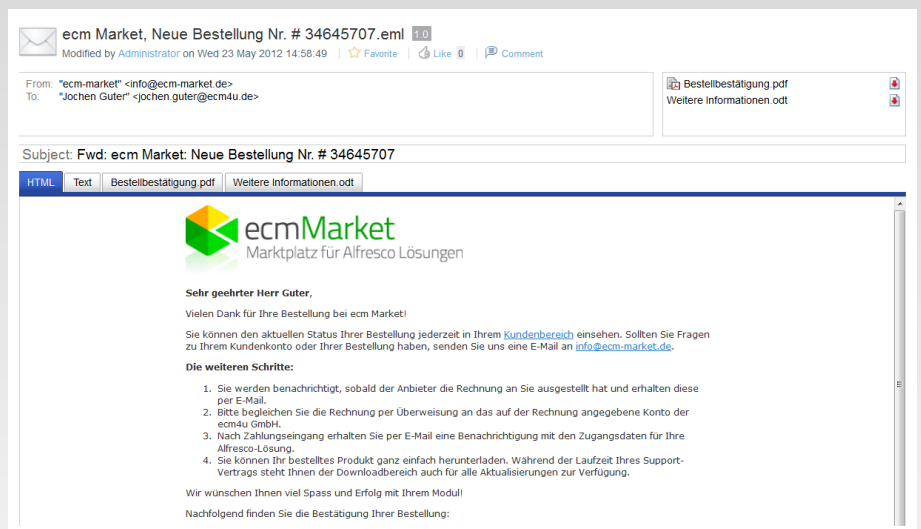 ecm Market, Neue Bestellung Nr. # 34645707.eml 1.0
Modified by Administrator on Wed 23 May 2012 14:58:49 Favorite Like 0 Comment
From: "ecm-market" <info@ecm-market.de>
To: "Jochen Guter" <jochen.guter@ecm4u.de>
Bestellbestätigung.pdf
Weitere Informationen.odt
Subject: Fwd: ecm Market: Neue Bestellung Nr. # 34645707
HTML Text Bestellbestätigung.pdf Weitere Informationen.odt
ecmMarket
Marktplatz für Alfresco Lösungen
Sehr geehrter Herr Guter,
Vielen Dank für Ihre Bestellung bei ecm Market!
Sie können den aktuellen Status Ihrer Bestellung jederzeit in Ihrem Kundenbereich einsehen. Sollten Sie Fragen
zu Ihrem Kundenkonto oder Ihrer Bestellung haben, senden Sie uns eine E-Mail an info@ecm-market.de.
Die weiteren Schritte:
1. Sie werden benachrichtigt, sobald der Anbieter die Rechnung an Sie ausgestellt hat und erhalten diese
per E-Mail.
2. Bitte begleichen Sie die Rechnung per Überweisung an das auf der Rechnung angegebene Konto der
ecm4u GmbH.
3. Nach Zahlungseingang erhalten Sie per E-Mail eine Benachrichtigung mit den Zugangsdaten für Ihre
Alfresco-Lösung.
4. Sie können Ihr bestelltes Produkt ganz einfach herunterladen. Während der Laufzeit Ihres Support-
Vertrags steht Ihnen der Downloadbereich auch für alle Aktualisierungen zur Verfügung.
Wir wünschen Ihnen viel Spass und Erfolg mit Ihrem Modul!
Nachfolgend finden Sie die Bestätigung Ihrer Bestellung: